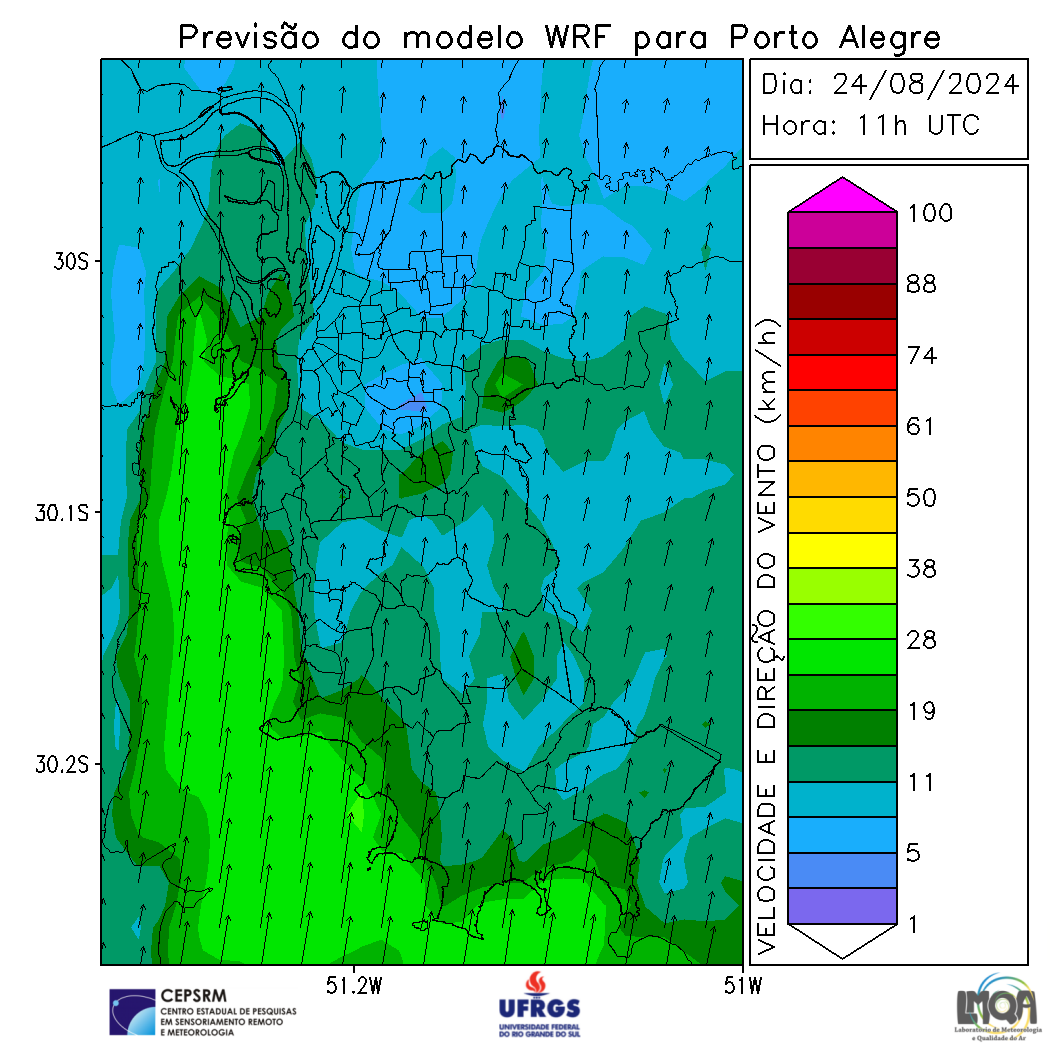 Previsão do modelo WRF para Porto Alegre
Dia: 24/08/2024
Hora: 11h UTC
30S
30.1S
30.2S
51.2W
51W
VELOCIDADE E DIREÇÃO DO VENTO (km/h)
100
88
74
61
50
38
28
19
11
5
1
CEPSRM
CENTRO ESTADUAL DE PESQUISAS
EM SENSORIAMENTO REMOTO
E METEOROLOGIA
UFRGS
UNIVERSIDADE FEDERAL
DO RIO GRANDE DO SUL
LMQA
Laboratório de Meteorologia
e Qualidade do Ar